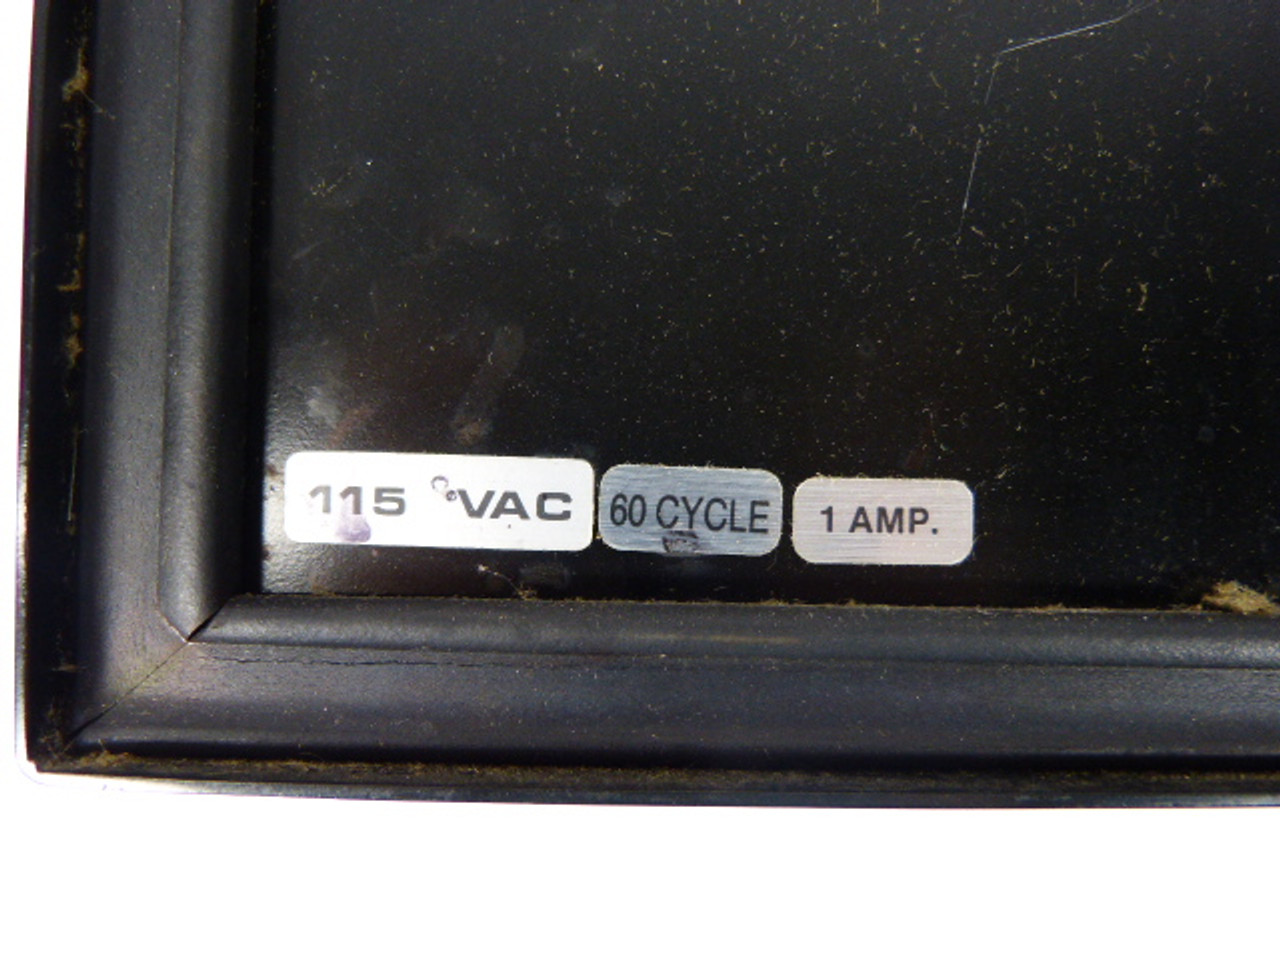 115 VAC
60 CYCLE
1 AMP.